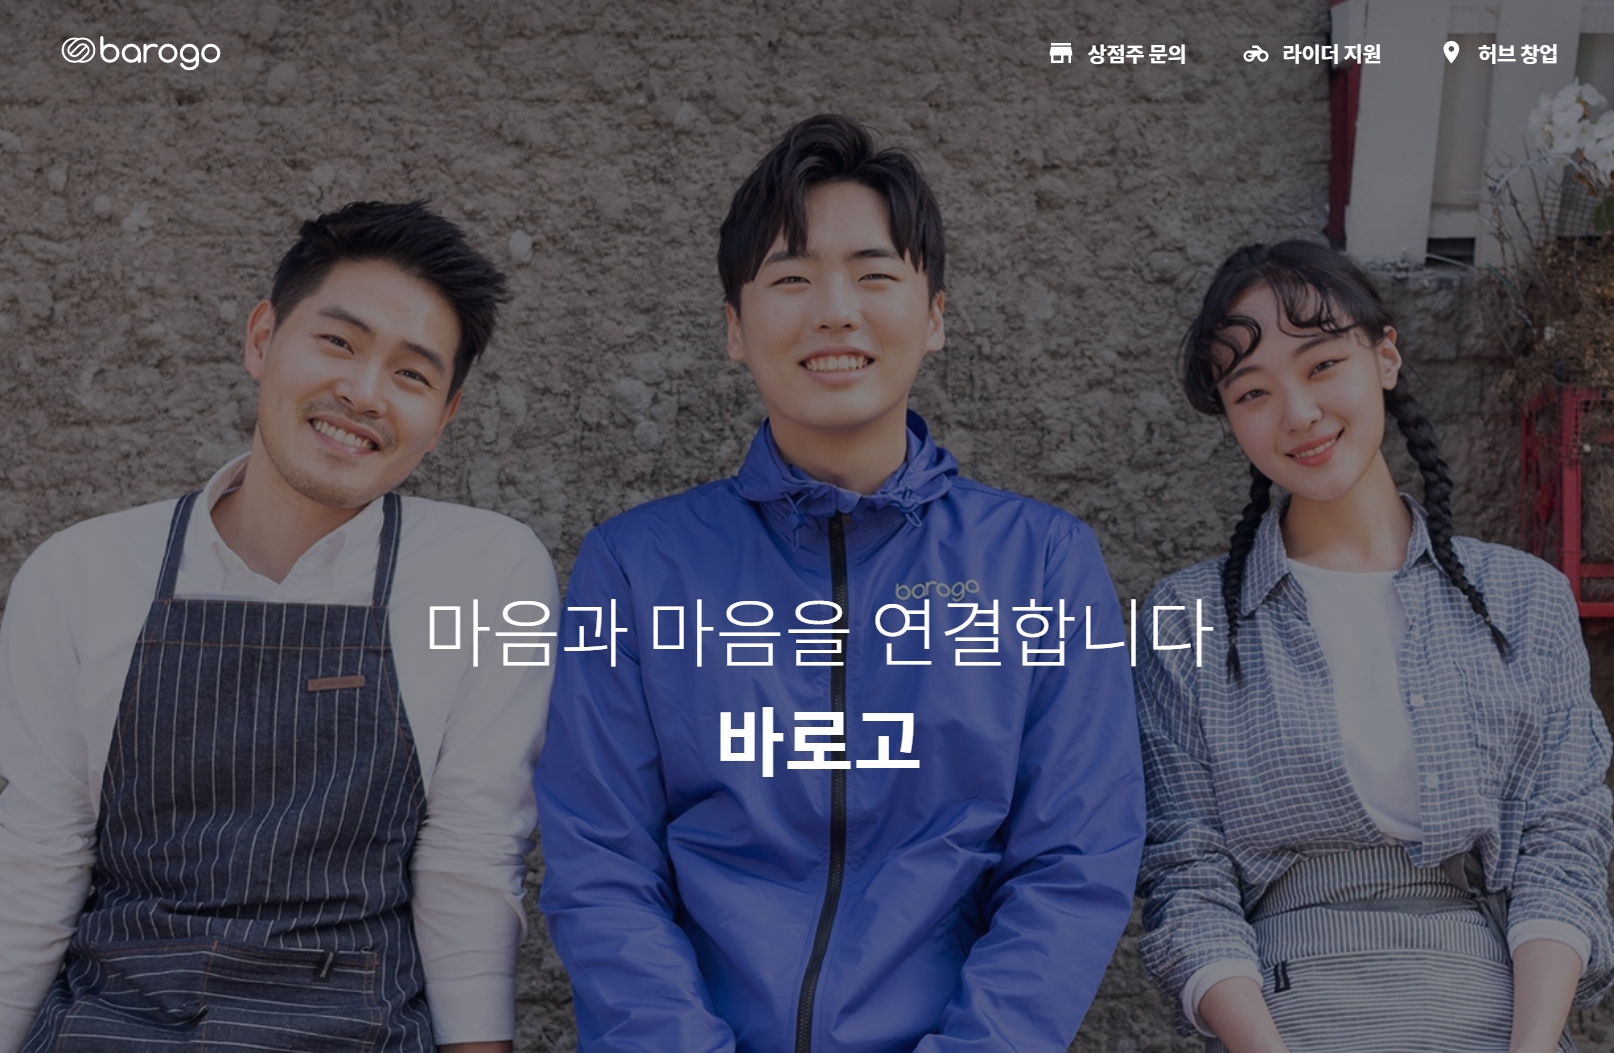 barogo
상점주 문의
라이더 지원
허브 창업
barogo
마음과 마음을 연결합니다
바로고